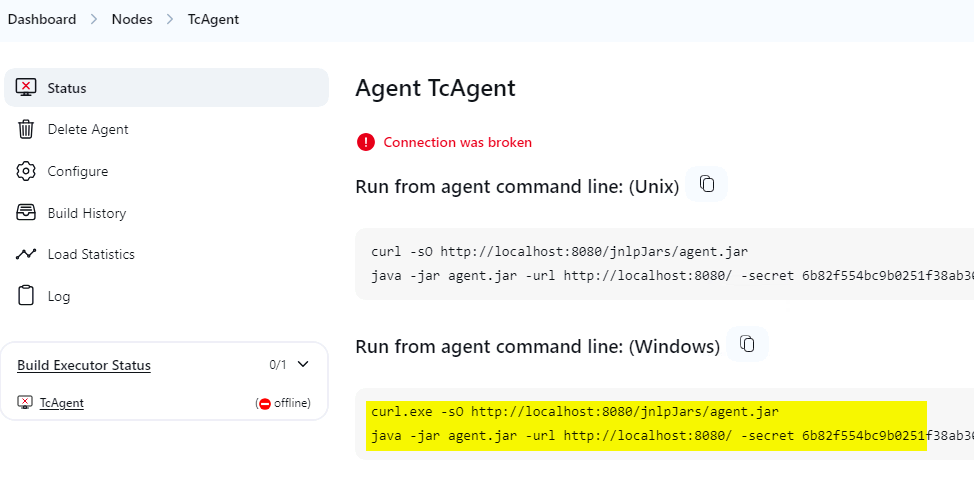 Dashboard > Nodes > TcAgent
Status
Delete Agent
Configure
Build History
Load Statistics
Log
Build Executor Status 0/1
TcAgent (offline)
Agent TcAgent
! Connection was broken
Run from agent command line: (Unix)
curl -sO http://localhost:8080/jnlpJars/agent.jar
java -jar agent.jar -url http://localhost:8080/ -secret 6b82f554bc9b0251f38ab3
Run from agent command line: (Windows)
curl.exe -sO http://localhost:8080/jnlpJars/agent.jar
java -jar agent.jar -url http://localhost:8080/ -secret 6b82f554bc9b0251f38ab3